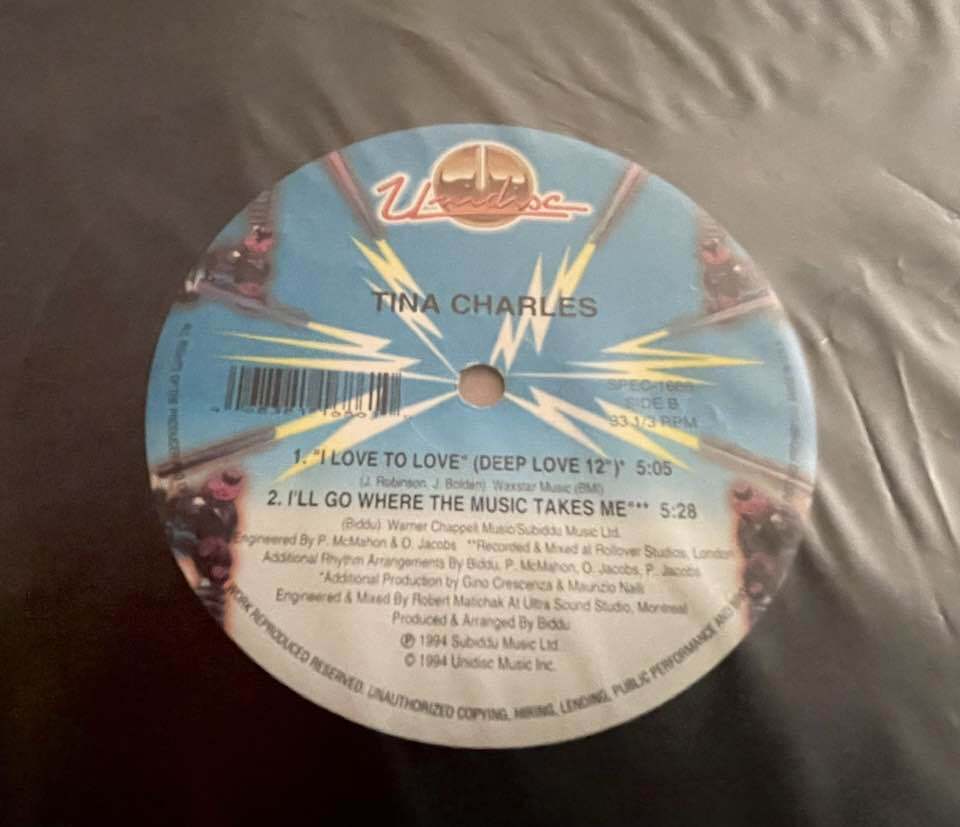 Unidisc
TINA CHARLES
SIDE B
33 1/3 RPM
1. "I LOVE TO LOVE" (DEEP LOVE 12")* 5:05
(J. Robinson, J. Bolden) Waxstar Music (BMI)
2. I'LL GO WHERE THE MUSIC TAKES ME*** 5:28
(Biddu) Warner Chappell Music/Subiddu Music Ltd.
Engineered By P. McMahon & O. Jacobs **Recorded & Mixed at Rollover Studios, London
Additional Rhythm Arrangements By Biddu, P. McMahon, O. Jacobs, P. Jacobs
*Additional Production by Gino Crescenza & Maurizio Nalli
Engineered & Mixed By Robert Matichak At Ultra Sound Studio, Montreal
Produced & Arranged By Biddu
℗ 1994 Subiddu Music Ltd.
© 1994 Unidisc Music Inc.
WORK REPRODUCED RESERVED. UNAUTHORIZED COPYING, HIRING, LENDING, PUBLIC PERFORMANCE AND